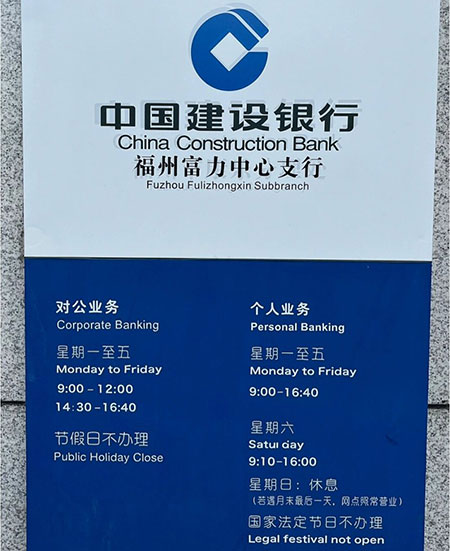 中国建设银行
China Construction Bank
福州富力中心支行
Fuzhou Fulizhongxin Subbranch
对公业务
Corporate Banking
星期一至五
Monday to Friday
9:00-12:00
14:30-16:40
节假日不办理
Public Holiday Close
个人业务
Personal Banking
星期一至五
Monday to Friday
9:00-16:40
星期六
Satu day
9:10-16:00
星期日：休息
（若遇月末最后一天，网点照常营业）
国家法定节日不办理
Legal festival not open